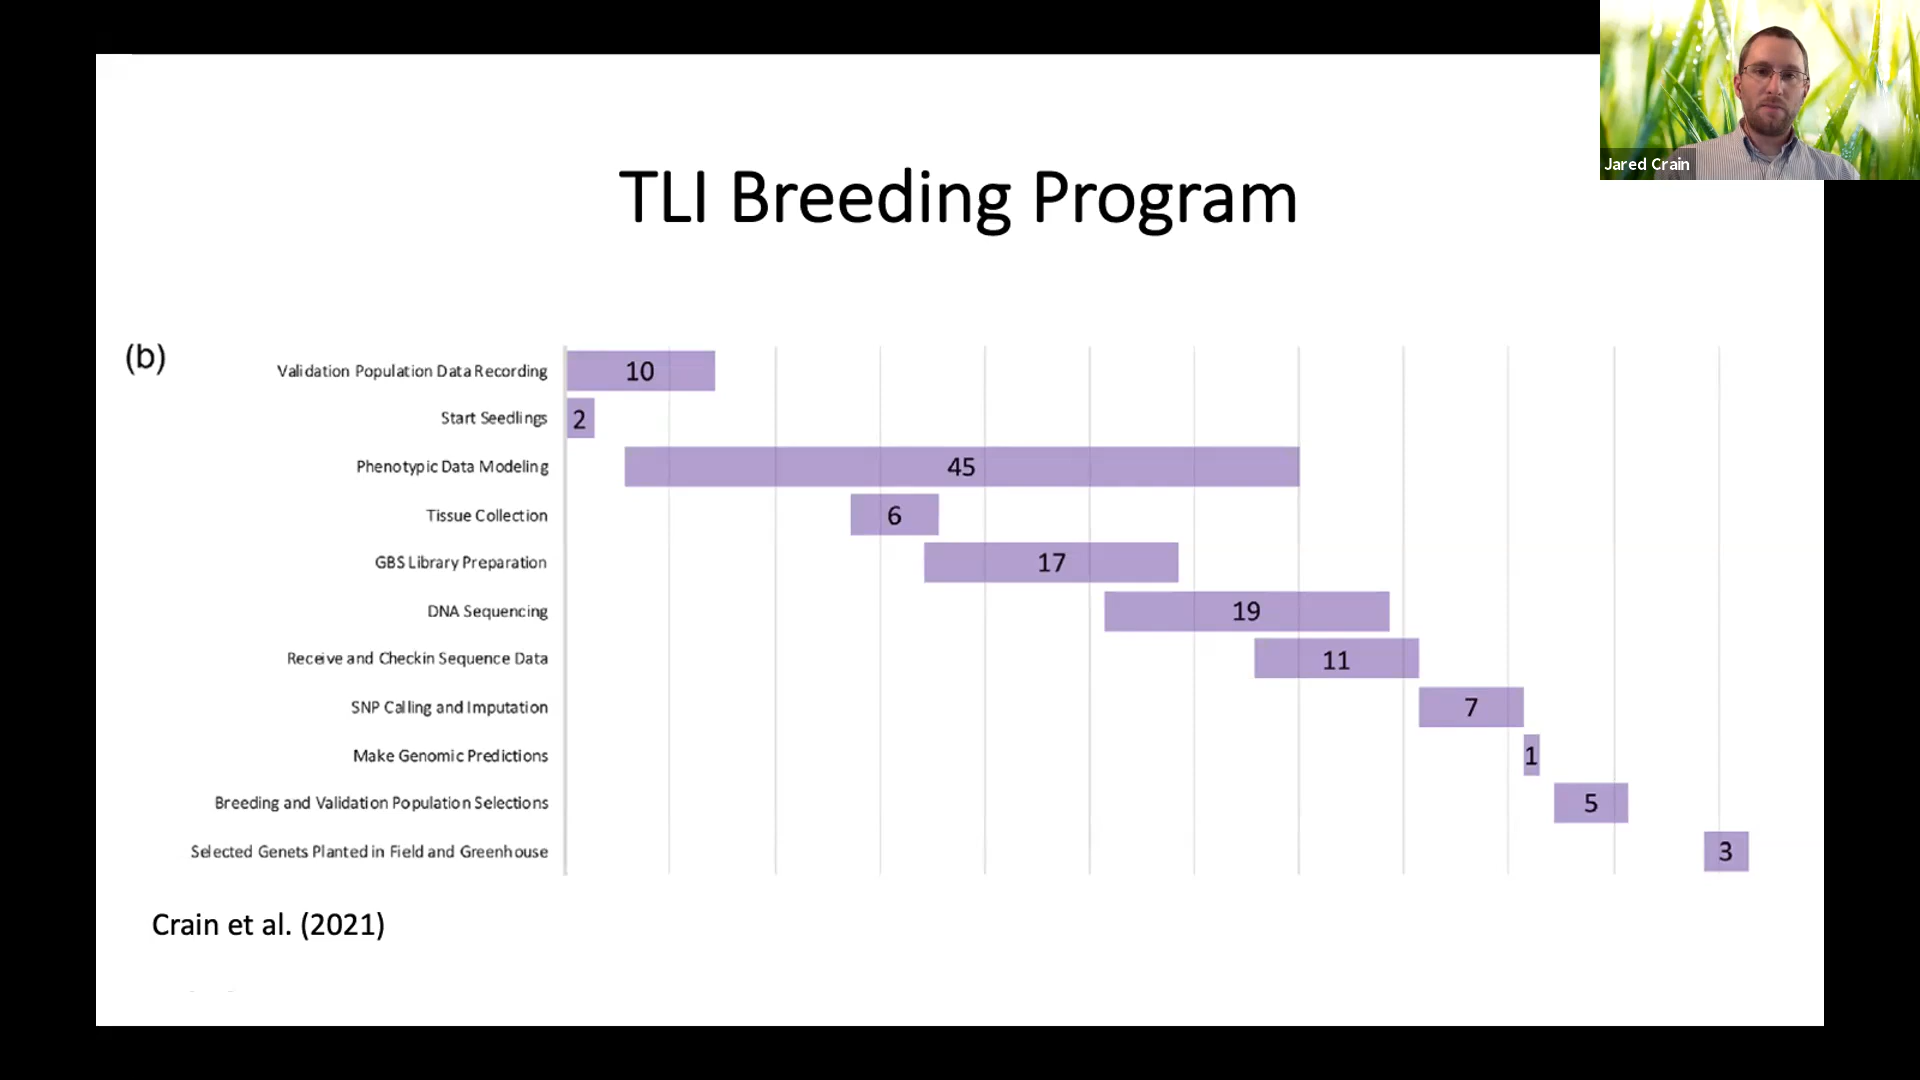 Jared Crain
TLI Breeding Program
(b)
Validation Population Data Recording
10
Start Seedlings
2
Phenotypic Data Modeling
45
Tissue Collection
6
GBS Library Preparation
17
DNA Sequencing
19
Receive and Checkin Sequence Data
11
SNP Calling and Imputation
7
Make Genomic Predictions
1
Breeding and Validation Population Selections
5
Selected Genets Planted in Field and Greenhouse
3
Crain et al. (2021)